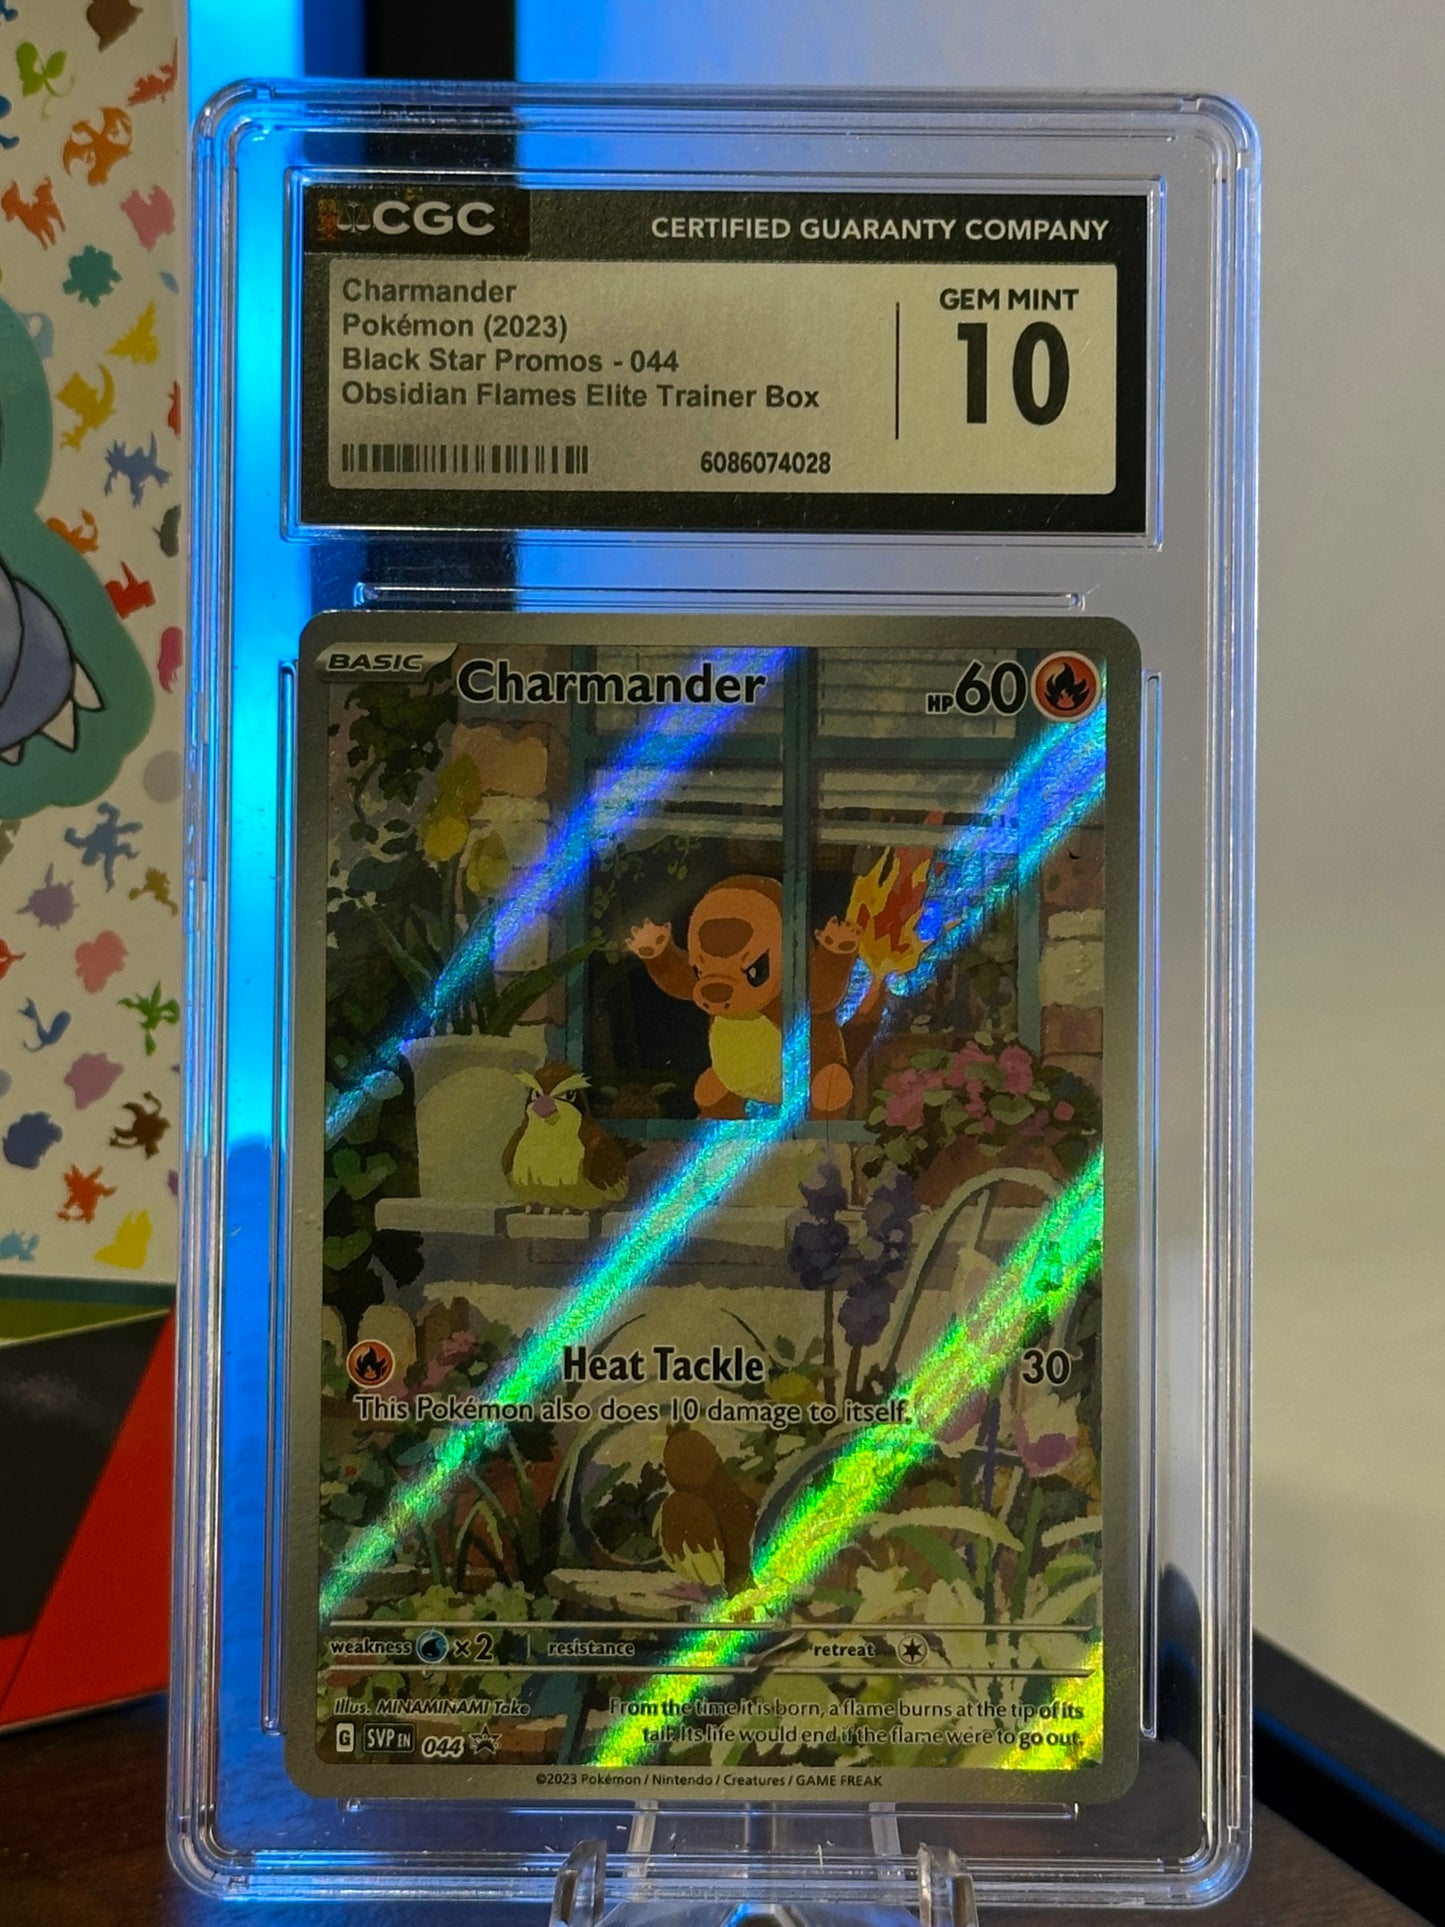 CGC
CERTIFIED GUARANTY COMPANY
Charmander
Pokémon (2023)
Black Star Promos - 044
Obsidian Flames Elite Trainer Box
6086074028
GEM MINT
10
BASIC
Charmander
HP60
Heat Tackle 30
This Pokémon also does 10 damage to itself.
weakness ×2 resistance retreat
Illus. MINAMINAMI Take
G SVP EN 044
From the time it is born, a flame burns at the tip of its
tail. Its life would end if the flame were to go out.
©2023 Pokémon / Nintendo / Creatures / GAME FREAK